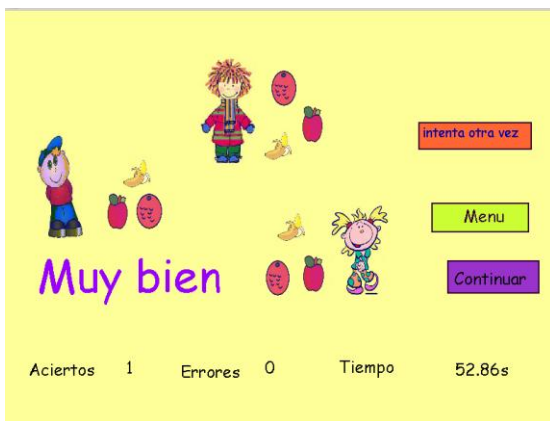 intenta otra vez
Menu
Muy bien
Continuar
Aciertos 1 Errores 0 Tiempo 52.86s